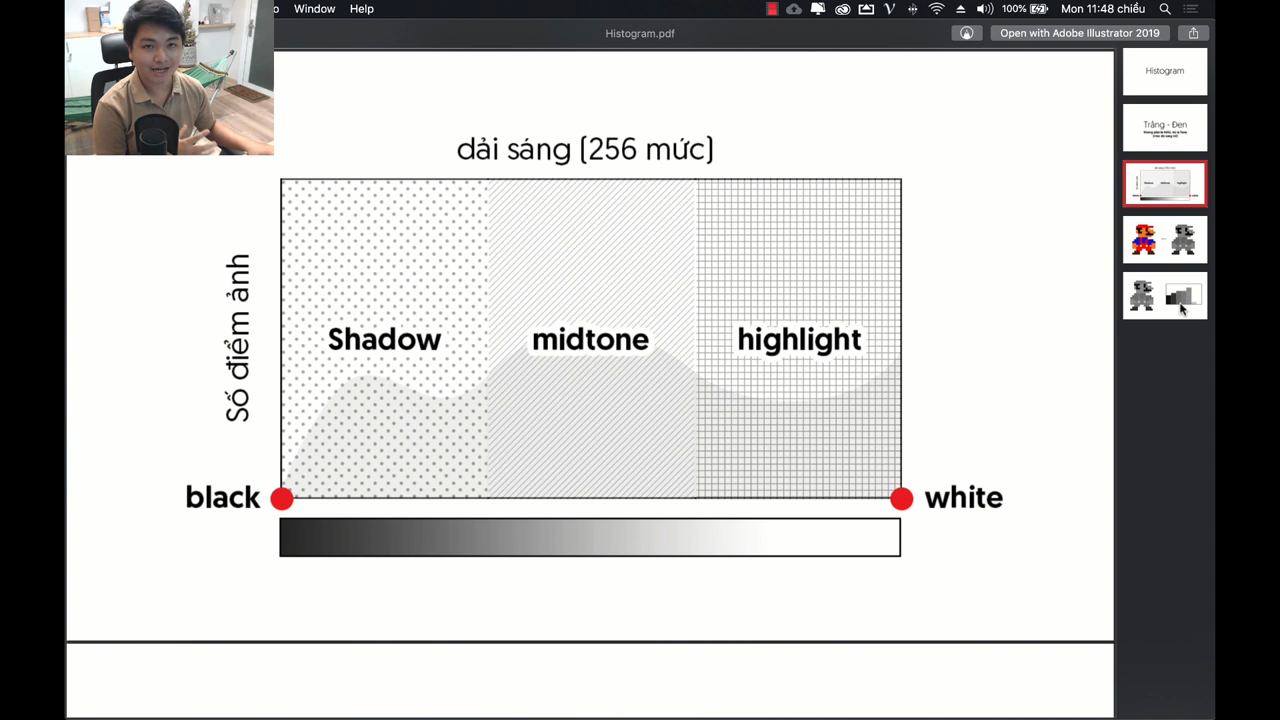 Window Help
100% Mon 11:48 chiều
Histogram.pdf
Open with Adobe Illustrator 2019
dải sáng (256 mức)
Số điểm ảnh
Shadow
midtone
highlight
black
white
Histogram
Trắng - Đen